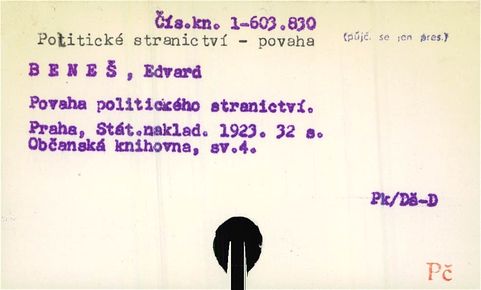 Čís.kn. 1-603.830
Politické stranictví - povaha (půjč. se jen pres.)
B E N E Š , Edvard
Povaha politického stranictví.
Praha, Stát.naklad. 1923. 32 s.
Občanská knihovna, sv.4.
Pk/Dš-D
Pč